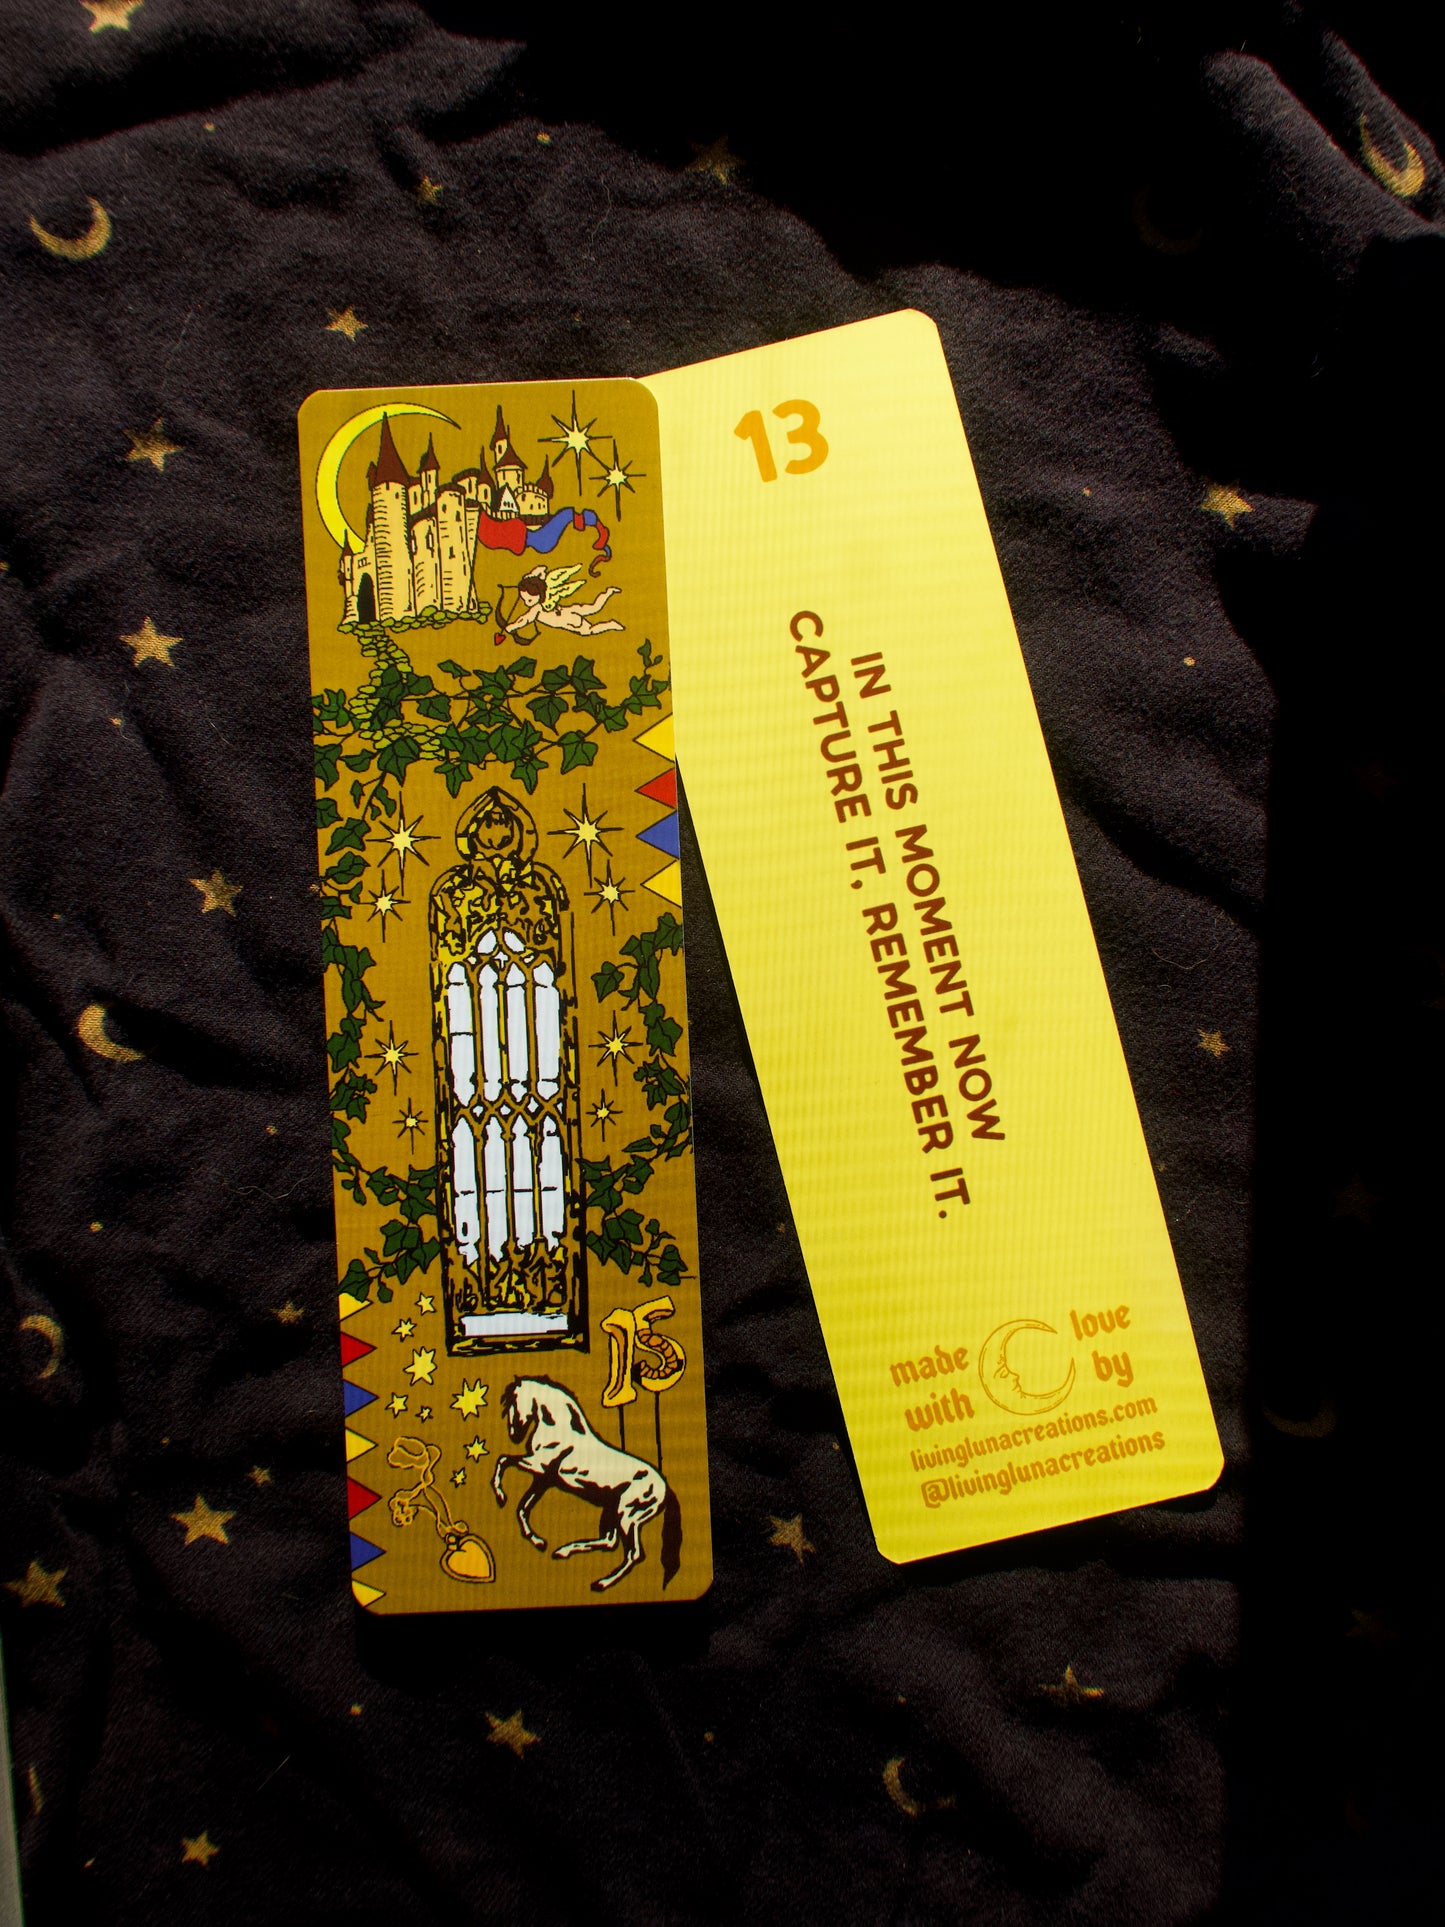 15
13
IN THIS MOMENT NOW
CAPTURE IT, REMEMBER IT.
made
with
love
by
livinglunacreations.com
@livinglunacreations